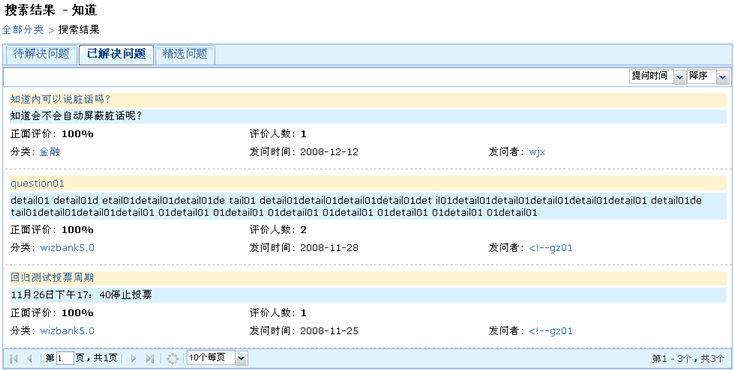 搜索结果 - 知道
全部分类 > 搜索结果
待解决问题 已解决问题 精选问题
提问时间 降序
知道内可以说脏话吗?
知道会不会自动屏蔽脏话呢?
正面评价: 100% 评价人数: 1
分类: 金融 发问时间: 2008-12-12 发问者: wjx
question01
detail01 detail01d etail01detail01detail01de tail01 detail01detail01detail01detail01det il01detail01detail01detail01detail01detail01 detail01de
tail01detail01detail01detail01 01detail01 01detail01 01detail01 01detail01 01detail01 01detail01 01detail01
正面评价: 100% 评价人数: 2
分类: wizbank5.0 发问时间: 2008-11-28 发问者: <!--gz01
回归测试投票周期
11月26日下午17: 40停止投票
正面评价: 100% 评价人数: 1
分类: wizbank5.0 发问时间: 2008-11-25 发问者: <!--gz01
第 1 页, 共1页 10个每页 第1 - 3个, 共3个